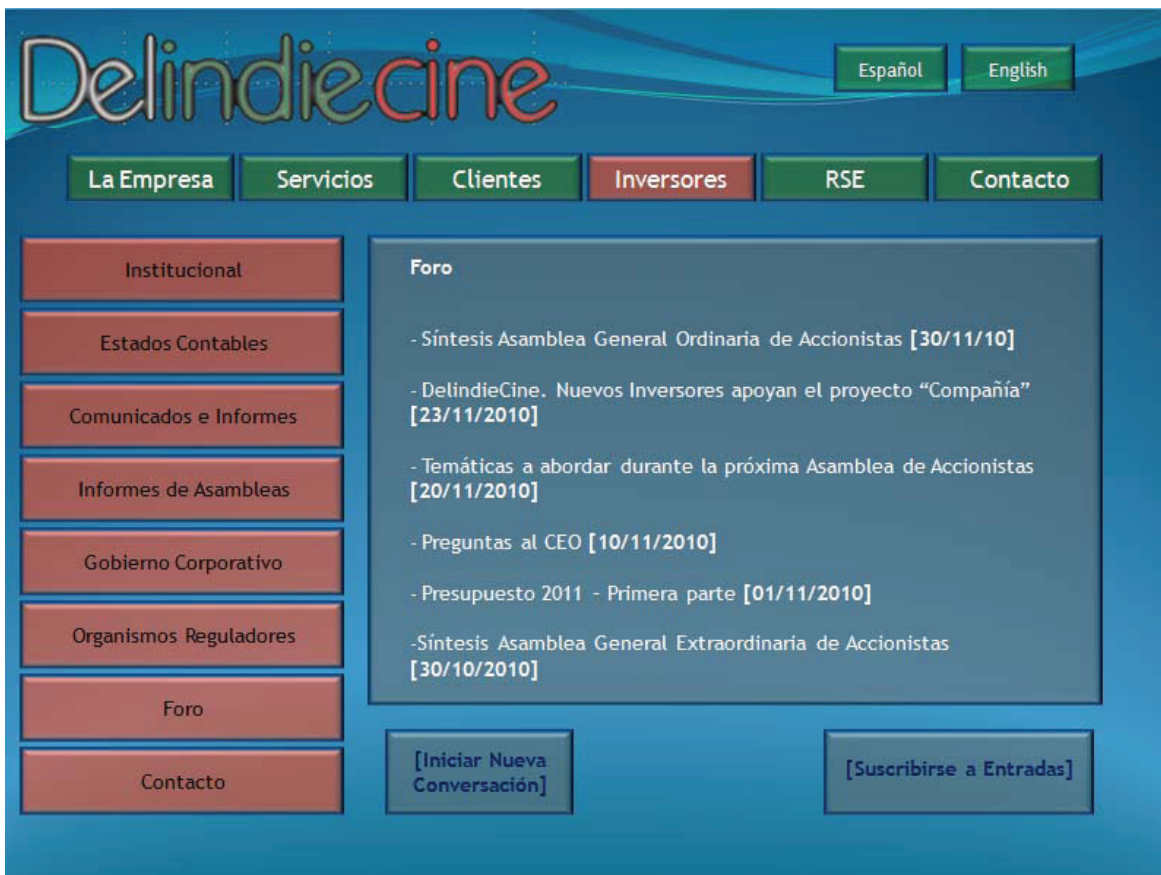 Delindiecine
Español
English
La Empresa
Servicios
Clientes
Inversores
RSE
Contacto
Institucional
Estados Contables
Comunicados e Informes
Informes de Asambleas
Gobierno Corporativo
Organismos Reguladores
Foro
Contacto
Foro
- Síntesis Asamblea General Ordinaria de Accionistas [30/11/10]
- DelindieCine. Nuevos Inversores apoyan el proyecto “Compañía”
[23/11/2010]
- Temáticas a abordar durante la próxima Asamblea de Accionistas
[20/11/2010]
- Preguntas al CEO [10/11/2010]
- Presupuesto 2011 – Primera parte [01/11/2010]
-Síntesis Asamblea General Extraordinaria de Accionistas
[30/10/2010]
[Iniciar Nueva
Conversación]
[Suscribirse a Entradas]